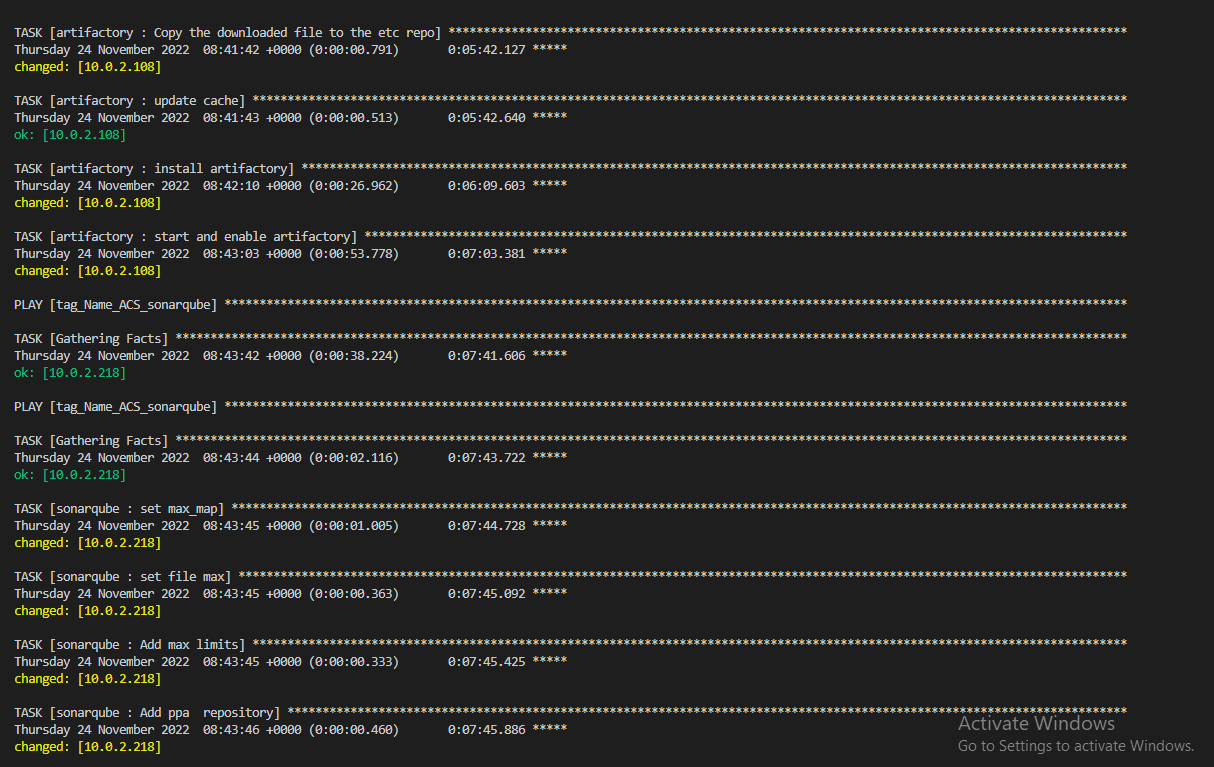 TASK [artifactory : Copy the downloaded file to the etc repo] *************************************************************************************************
Thursday 24 November 2022  08:41:42 +0000 (0:00:00.791)       0:05:42.127 *****
changed: [10.0.2.108]
TASK [artifactory : update cache] *****************************************************************************************************************************
Thursday 24 November 2022  08:41:43 +0000 (0:00:00.513)       0:05:42.640 *****
ok: [10.0.2.108]
TASK [artifactory : install artifactory] **********************************************************************************************************************
Thursday 24 November 2022  08:42:10 +0000 (0:00:26.962)       0:06:09.603 *****
changed: [10.0.2.108]
TASK [artifactory : start and enable artifactory] *************************************************************************************************************
Thursday 24 November 2022  08:43:03 +0000 (0:00:53.778)       0:07:03.381 *****
changed: [10.0.2.108]
PLAY [tag_Name_ACS_sonarqube] *********************************************************************************************************************************
TASK [Gathering Facts] ****************************************************************************************************************************************
Thursday 24 November 2022  08:43:42 +0000 (0:00:38.224)       0:07:41.606 *****
ok: [10.0.2.218]
PLAY [tag_Name_ACS_sonarqube] *********************************************************************************************************************************
TASK [Gathering Facts] ****************************************************************************************************************************************
Thursday 24 November 2022  08:43:44 +0000 (0:00:02.116)       0:07:43.722 *****
ok: [10.0.2.218]
TASK [sonarqube : set max_map] ********************************************************************************************************************************
Thursday 24 November 2022  08:43:45 +0000 (0:00:01.005)       0:07:44.728 *****
changed: [10.0.2.218]
TASK [sonarqube : set file max] *******************************************************************************************************************************
Thursday 24 November 2022  08:43:45 +0000 (0:00:00.363)       0:07:45.092 *****
changed: [10.0.2.218]
TASK [sonarqube : Add max limits] *****************************************************************************************************************************
Thursday 24 November 2022  08:43:45 +0000 (0:00:00.333)       0:07:45.425 *****
changed: [10.0.2.218]
TASK [sonarqube : Add ppa  repository] ************************************************************************************************************************
Thursday 24 November 2022  08:43:46 +0000 (0:00:00.460)       0:07:45.886 *****
changed: [10.0.2.218]
Activate Windows
Go to Settings to activate Windows.